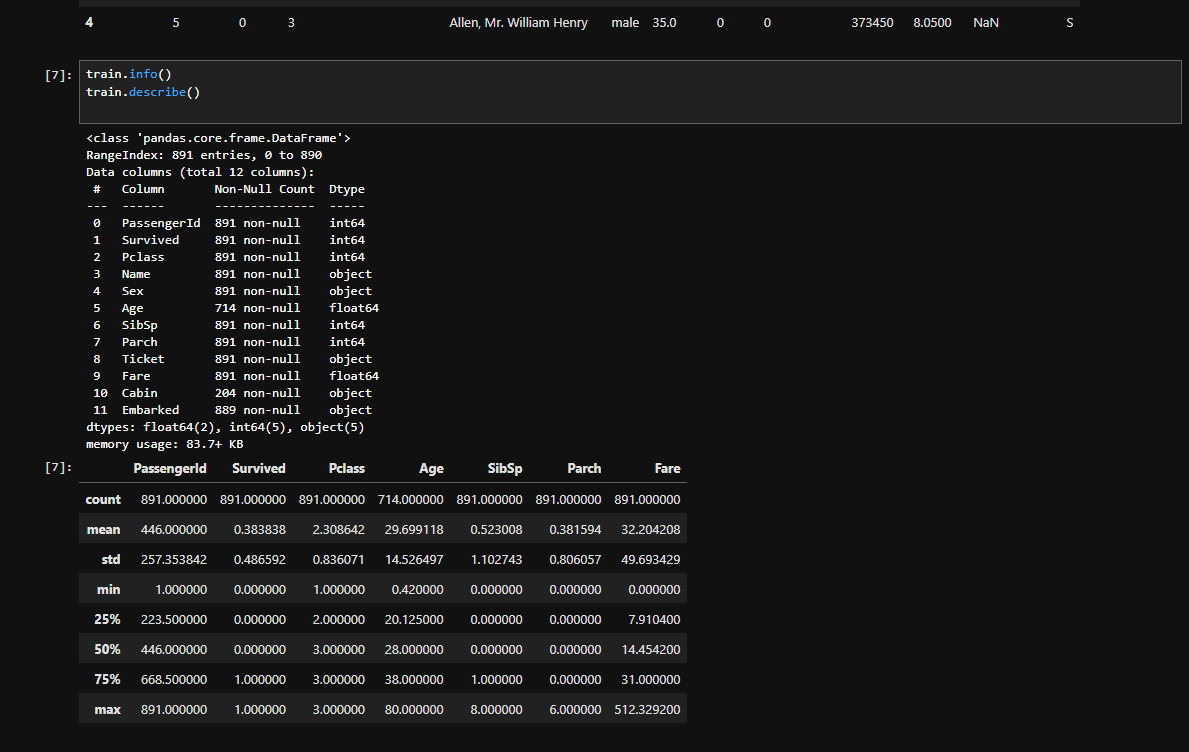 4 5 0 3 Allen, Mr. William Henry male 35.0 0 0 373450 8.0500 NaN S
[7]: train.info()
train.describe()
<class 'pandas.core.frame.DataFrame'>
RangeIndex: 891 entries, 0 to 890
Data columns (total 12 columns):
# Column Non-Null Count Dtype
--- ------ -------------- -----
0 PassengerId 891 non-null int64
1 Survived 891 non-null int64
2 Pclass 891 non-null int64
3 Name 891 non-null object
4 Sex 891 non-null object
5 Age 714 non-null float64
6 SibSp 891 non-null int64
7 Parch 891 non-null int64
8 Ticket 891 non-null object
9 Fare 891 non-null float64
10 Cabin 204 non-null object
11 Embarked 889 non-null object
dtypes: float64(2), int64(5), object(5)
memory usage: 83.7+ KB
[7]: PassengerId Survived Pclass Age SibSp Parch Fare
count 891.000000 891.000000 891.000000 714.000000 891.000000 891.000000 891.000000
mean 446.000000 0.383838 2.308642 29.699118 0.523008 0.381594 32.204208
std 257.353842 0.486592 0.836071 14.526497 1.102743 0.806057 49.693429
min 1.000000 0.000000 1.000000 0.420000 0.000000 0.000000 0.000000
25% 223.500000 0.000000 2.000000 20.125000 0.000000 0.000000 7.910400
50% 446.000000 0.000000 3.000000 28.000000 0.000000 0.000000 14.454200
75% 668.500000 1.000000 3.000000 38.000000 1.000000 0.000000 31.000000
max 891.000000 1.000000 3.000000 80.000000 8.000000 6.000000 512.329200